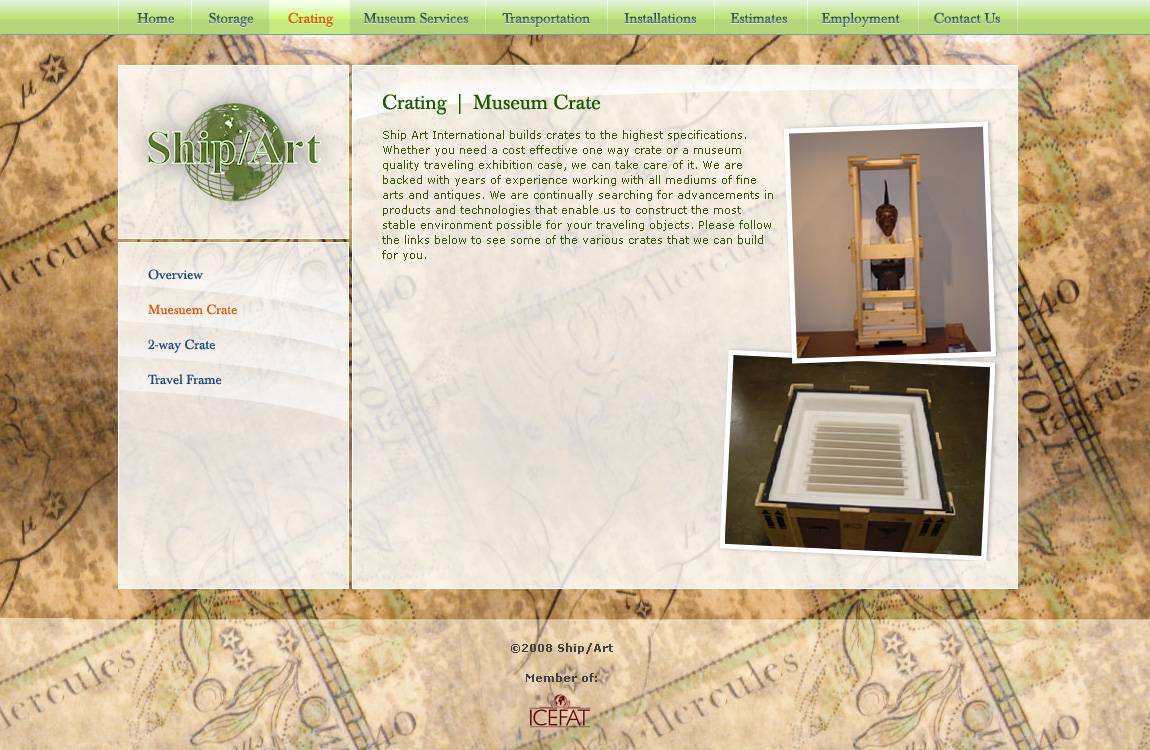 Home Storage Crating Museum Services Transportation Installations Estimates Employment Contact Us
Ship/Art
Overview
Muesuem Crate
2-way Crate
Travel Frame
Crating | Museum Crate
Ship Art International builds crates to the highest specifications.
Whether you need a cost effective one way crate or a museum
quality traveling exhibition case, we can take care of it. We are
backed with years of experience working with all mediums of fine
arts and antiques. We are continually searching for advancements in
products and technologies that enable us to construct the most
stable environment possible for your traveling objects. Please follow
the links below to see some of the various crates that we can build
for you.
Hercules
Hercules
Hercules
Hercules
©2008 Ship/Art
Member of:
ICEFAT